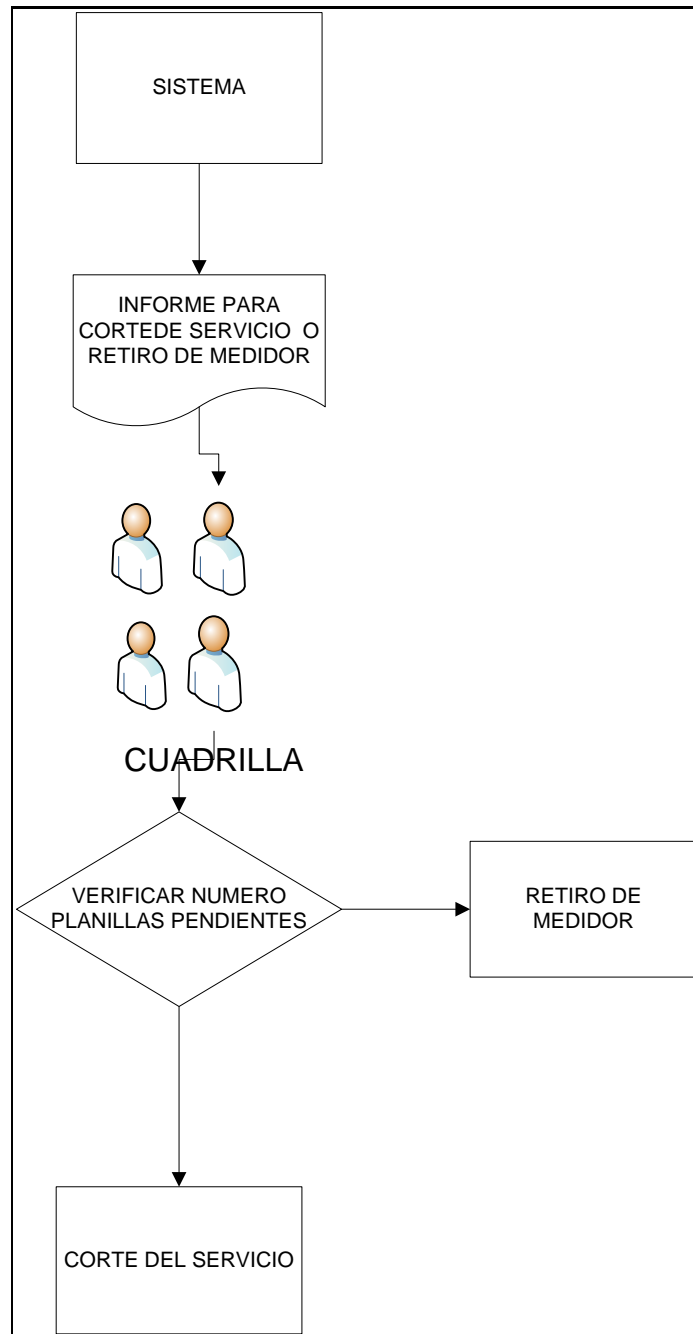 SISTEMA
INFORME PARA
CORTEDE SERVICIO O
RETIRO DE MEDIDOR
CUADRILLA
VERIFICAR NUMERO
PLANILLAS PENDIENTES
RETIRO DE
MEDIDOR
CORTE DEL SERVICIO